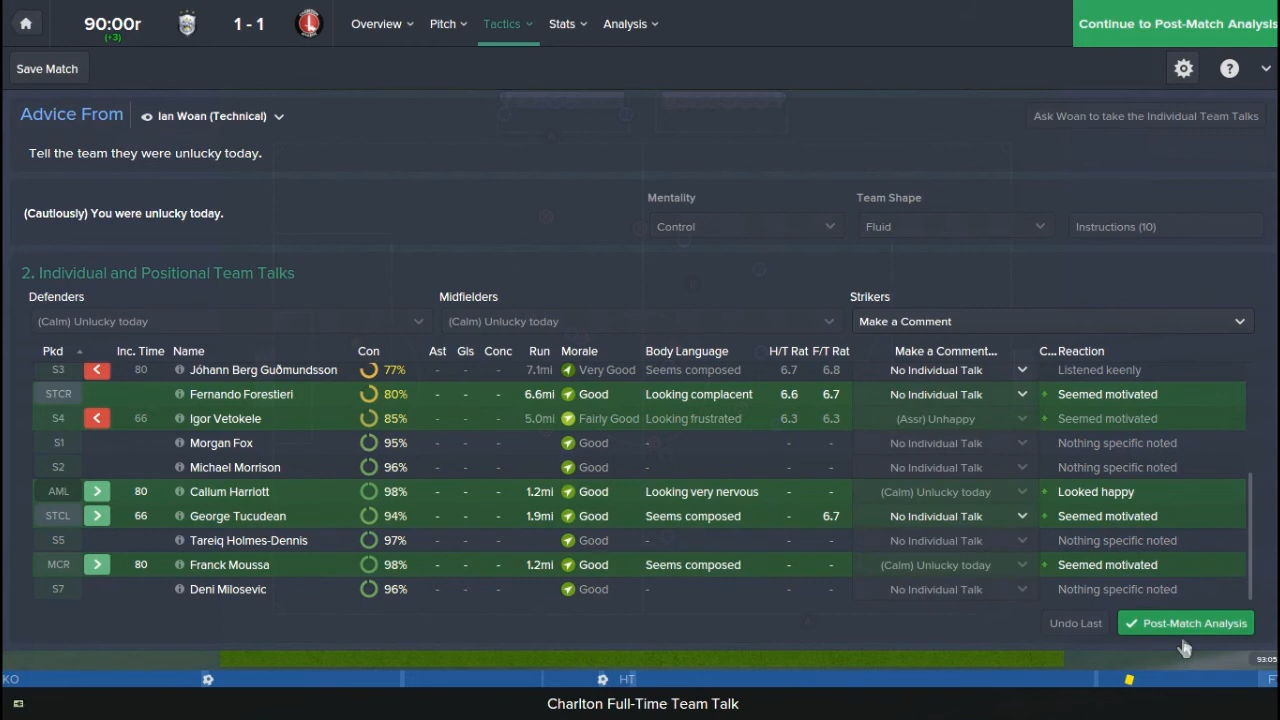 90:00r 1 - 1 Overview Pitch Tactics Stats Analysis Continue to Post-Match Analysis
(+3)
Save Match ?
Advice From Ian Woan (Technical) Ask Woan to take the Individual Team Talks
Tell the team they were unlucky today.
Mentality Team Shape
(Cautiously) You were unlucky today.
Control Fluid Instructions (10)
2. Individual and Positional Team Talks
Defenders Midfielders Strikers
(Calm) Unlucky today (Calm) Unlucky today Make a Comment
Pkd Inc. Time Name Con Ast Gls Conc Run Morale Body Language H/T Rat F/T Rat Make a Comment... C... Reaction
S3 80 Jóhann Berg Guðmundsson 77% - - - 7.1mi Very Good Seems composed 6.7 6.8 No Individual Talk Listened keenly
STCR Fernando Forestieri 80% - - - 6.6mi Good Looking complacent 6.6 6.7 No Individual Talk Seemed motivated
S4 66 Igor Vetokele 85% - - - 5.0mi Fairly Good Looking frustrated 6.3 6.3 (Assr) Unhappy Seemed motivated
S1 Morgan Fox 95% - - - Good - - - No Individual Talk Nothing specific noted
S2 Michael Morrison 96% - - - Good - - - No Individual Talk Nothing specific noted
AML 80 Callum Harriott 98% - - - 1.2mi Good Looking very nervous - - (Calm) Unlucky today Looked happy
STCL 66 George Tucudean 94% - - - 1.9mi Good Seems composed - 6.7 No Individual Talk Seemed motivated
S5 Tareiq Holmes-Dennis 97% - - - Good - - - No Individual Talk Nothing specific noted
MCR 80 Franck Moussa 98% - - - 1.2mi Good Seems composed - - (Calm) Unlucky today Seemed motivated
S7 Deni Milosevic 96% - - - Good - - - No Individual Talk Nothing specific noted
Undo Last Post-Match Analysis
93:05
KO HT F
Charlton Full-Time Team Talk